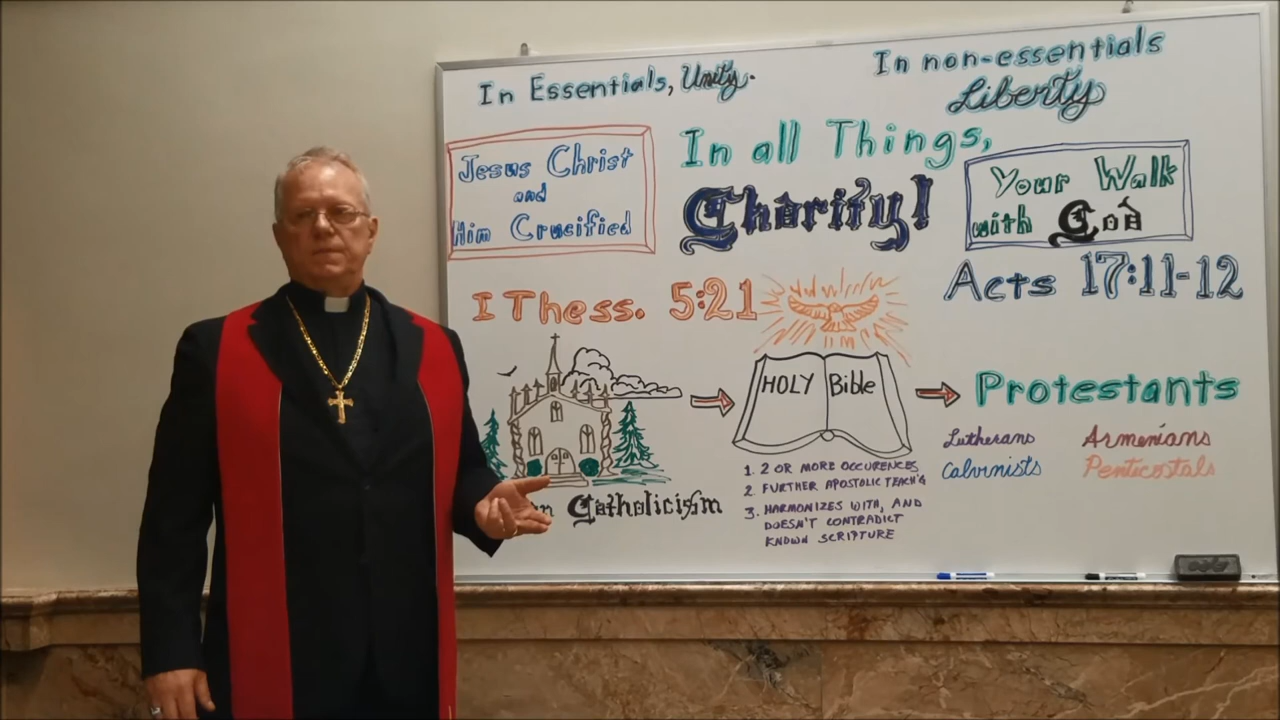 In Essentials, Unity.
In non-essentials
Liberty
In all Things,
Charity!
Jesus Christ
and
Him Crucified
Your Walk
with God
Acts 17:11-12
I Thess. 5:21
HOLY Bible
Protestants
Lutherans
Armenians
Calvinists
Penticostals
Catholicism
1. 2 OR MORE OCCURENCES
2. FURTHER APOSTOLIC TEACH'G
3. HARMONIZES WITH, AND
DOESN'T CONTRADICT
KNOWN SCRIPTURE